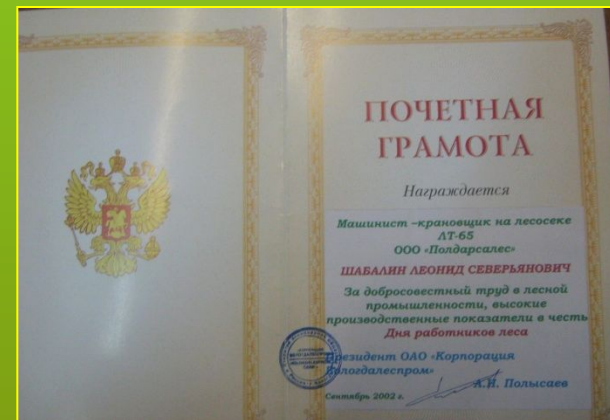 ПОЧЕТНАЯ
ГРАМОТА
Награждается
Машинист –крановщик на лесосеке
ЛТ-65
ООО «Полдарсалес»
ШАБАЛИН ЛЕОНИД СЕВЕРЬЯНОВИЧ
За добросовестный труд в лесной
промышленности, высокие
производственные показатели в честь
Дня работников леса
Президент ОАО «Корпорация
Вологдалеспром»
А.Н. Полысаев
Сентябрь 2002 г.